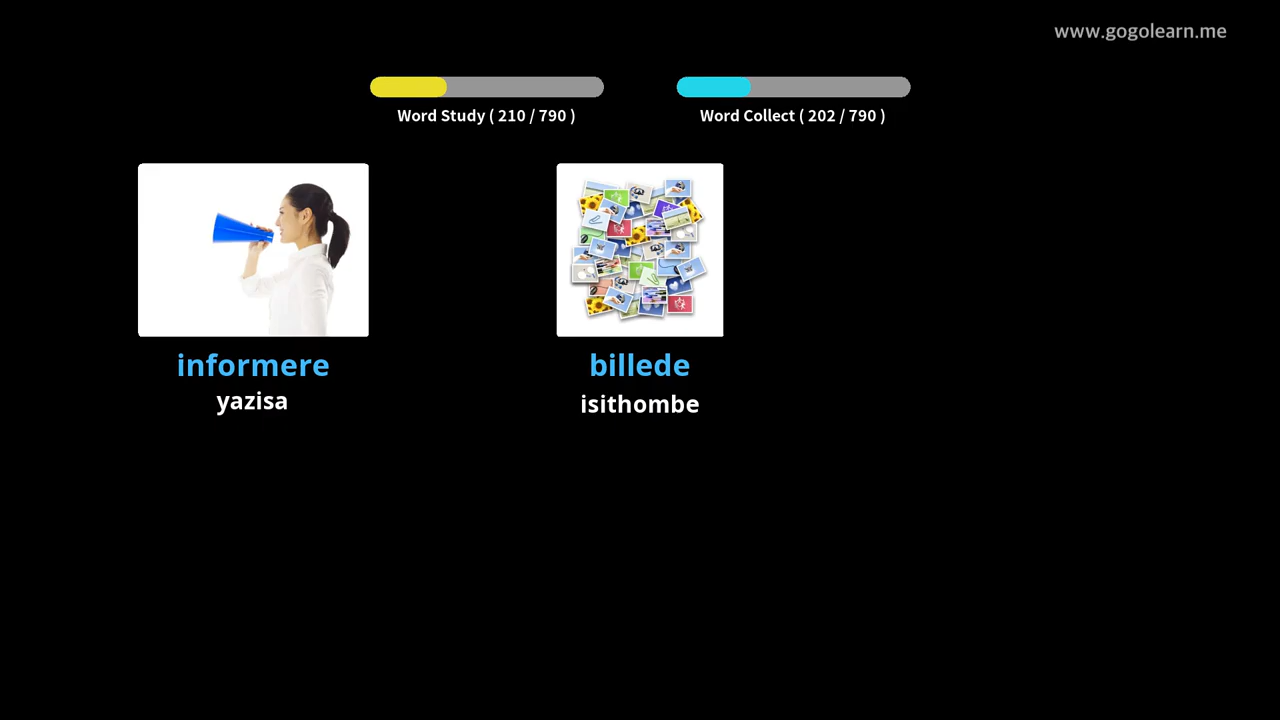 www.gogolearn.me
Word Study ( 210 / 790 )
Word Collect ( 202 / 790 )
informere
yazisa
billede
isithombe